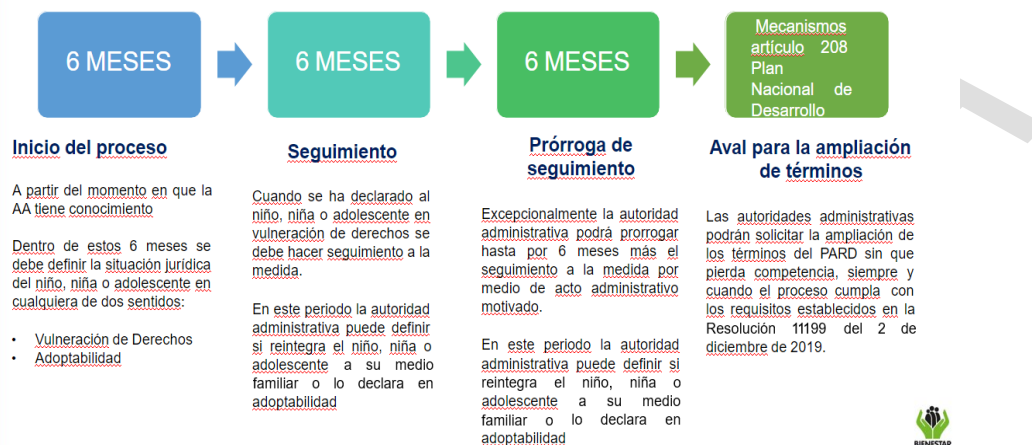 6 MESES
6 MESES
6 MESES
Mecanismos
artículo 208
Plan
Nacional de
Desarrollo
Inicio del proceso
A partir del momento en que la
AA tiene conocimiento
Dentro de estos 6 meses se
debe definir la situación jurídica
del niño, niña o adolescente en
cualquiera de dos sentidos:
• Vulneración de Derechos
• Adoptabilidad
Seguimiento
Cuando se ha declarado al
niño, niña o adolescente en
vulneración de derechos se
debe hacer seguimiento a la
medida.
En este periodo la autoridad
administrativa puede definir
si reintegra el niño, niña o
adolescente a su medio
familiar o lo declara en
adoptabilidad
Prórroga de
seguimiento
Excepcionalmente la autoridad
administrativa podrá prorrogar
hasta por 6 meses más el
seguimiento a la medida por
medio de acto administrativo
motivado.
En este periodo la autoridad
administrativa puede definir si
reintegra el niño, niña o
adolescente a su medio
familiar o lo declara en
adoptabilidad
Aval para la ampliación
de términos
Las autoridades administrativas
podrán solicitar la ampliación de
los términos del PARD sin que
pierda competencia, siempre y
cuando el proceso cumpla con
los requisitos establecidos en la
Resolución 11199 del 2 de
diciembre de 2019.
BIENESTAR